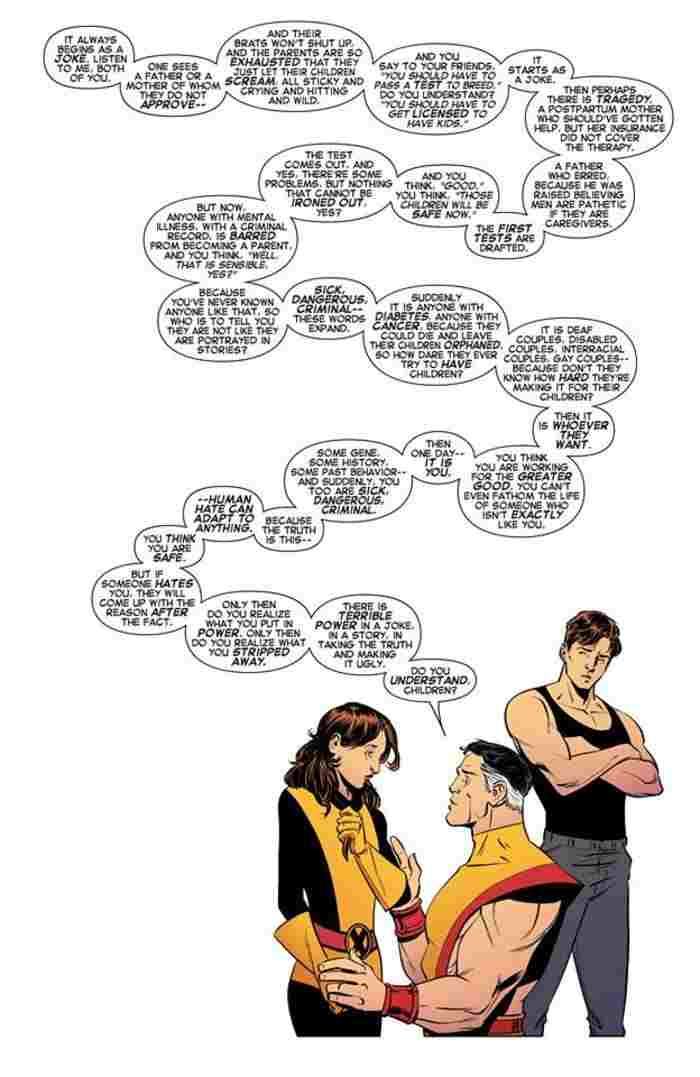 IT ALWAYS
BEGINS AS A
JOKE. LISTEN
TO ME, BOTH
OF YOU.
ONE SEES
A FATHER OR A
MOTHER OF WHOM
THEY DO NOT
APPROVE--
AND THEIR
BRATS WON'T SHUT UP,
AND THE PARENTS ARE SO
EXHAUSTED THAT THEY
JUST LET THEIR CHILDREN
SCREAM, ALL STICKY AND
CRYING AND HITTING
AND WILD.
AND YOU
SAY TO YOUR FRIENDS,
"YOU SHOULD HAVE TO
PASS A TEST TO BREED."
DO YOU UNDERSTAND?
"YOU SHOULD HAVE TO
GET LICENSED TO
HAVE KIDS."
IT
STARTS AS
A JOKE.
THEN PERHAPS
THERE IS TRAGEDY.
A POSTPARTUM MOTHER
WHO SHOULD'VE GOTTEN
HELP, BUT HER INSURANCE
DID NOT COVER
THE THERAPY.
A FATHER
WHO ERRED,
BECAUSE HE WAS
RAISED BELIEVING
MEN ARE PATHETIC
IF THEY ARE
CAREGIVERS.
THE FIRST
TESTS ARE
DRAFTED.
AND YOU
THINK, "GOOD."
YOU THINK, "THOSE
CHILDREN WILL BE
SAFE NOW."
THE TEST
COMES OUT, AND
YES, THERE'RE SOME
PROBLEMS, BUT NOTHING
THAT CANNOT BE
IRONED OUT,
YES?
BUT NOW,
ANYONE WITH MENTAL
ILLNESS, WITH A CRIMINAL
RECORD, IS BARRED
FROM BECOMING A PARENT,
AND YOU THINK, "WELL,
THAT IS SENSIBLE,
YES?"
BECAUSE
YOU'VE NEVER KNOWN
ANYONE LIKE THAT, SO
WHO IS TO TELL YOU
THEY ARE NOT LIKE THEY
ARE PORTRAYED IN
STORIES?
SICK,
DANGEROUS,
CRIMINAL--
THESE WORDS
EXPAND.
SUDDENLY
IT IS ANYONE WITH
DIABETES, ANYONE WITH
CANCER, BECAUSE THEY
COULD DIE AND LEAVE
THEIR CHILDREN ORPHANED,
SO HOW DARE THEY EVER
TRY TO HAVE
CHILDREN?
IT IS DEAF
COUPLES, DISABLED
COUPLES, INTERRACIAL
COUPLES, GAY COUPLES--
BECAUSE DON'T THEY
KNOW HOW HARD THEY'RE
MAKING IT FOR THEIR
CHILDREN?
THEN IT
IS WHOEVER
THEY
WANT.
YOU THINK
YOU ARE WORKING
FOR THE GREATER
GOOD. YOU CAN'T
EVEN FATHOM THE LIFE
OF SOMEONE WHO
ISN'T EXACTLY
LIKE YOU.
THEN
ONE DAY--
IT IS
YOU.
SOME GENE,
SOME HISTORY,
SOME PAST BEHAVIOR--
AND SUDDENLY, YOU
TOO ARE SICK,
DANGEROUS,
CRIMINAL.
BECAUSE
THE TRUTH
IS THIS--
--HUMAN
HATE CAN
ADAPT TO
ANYTHING.
YOU THINK
YOU ARE
SAFE.
BUT IF
SOMEONE HATES
YOU, THEY WILL
COME UP WITH THE
REASON AFTER
THE FACT.
ONLY THEN
DO YOU REALIZE
WHAT YOU PUT IN
POWER. ONLY THEN
DO YOU REALIZE WHAT
YOU STRIPPED
AWAY.
THERE IS
TERRIBLE
POWER IN A JOKE,
IN A STORY, IN
TAKING THE TRUTH
AND MAKING
IT UGLY.
DO YOU
UNDERSTAND,
CHILDREN?